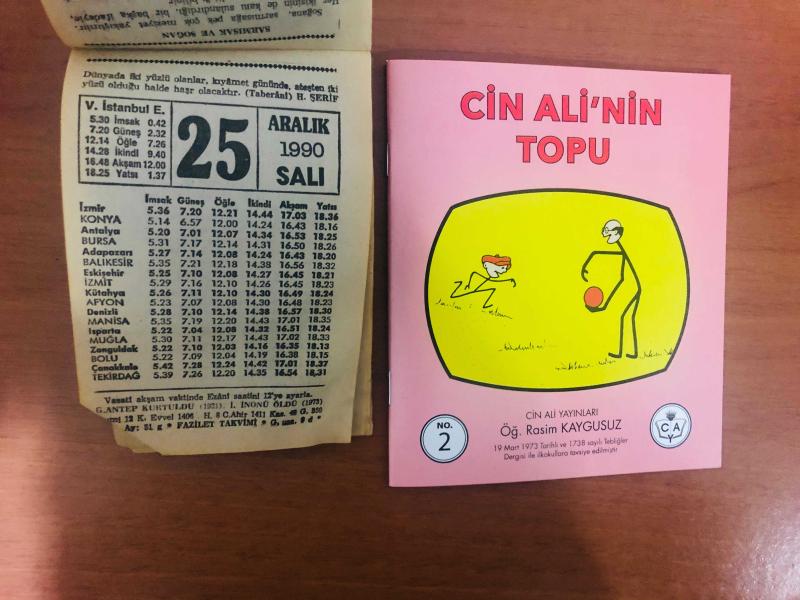 SARMISAK VE SOĞAN
Dünyada iki yüzlü olanlar, kıyâmet gününde, ateşten iki
yüzü olduğu halde haşr olacaktır. (Taberâni) H. ŞERİF
V. İstanbul E.
5.30 İmsak 0.42
7.20 Güneş 2.32
12.14 Öğle 7.26
14.28 İkindi 9.40
16.48 Akşam 12.00
18.25 Yatsı 1.37
25
ARALIK
1990
SALI
İmsak Güneş Öğle İkindi Akşam Yatsı
İzmir 5.36 7.20 12.21 14.44 17.03 18.36
KONYA 5.14 6.57 12.00 14.24 16.43 18.16
Antalya 5.20 7.01 12.07 14.34 16.53 18.25
BURSA 5.31 7.17 12.14 14.31 16.50 18.26
Adapazarı 5.27 7.14 12.08 14.24 16.43 18.20
BALIKESİR 5.35 7.21 12.18 14.38 16.56 18.32
Eskişehir 5.25 7.10 12.08 14.27 16.45 18.21
İZMİT 5.29 7.16 12.10 14.26 16.45 18.23
Kütahya 5.26 7.11 12.10 14.30 16.49 18.24
AFYON 5.23 7.07 12.08 14.30 16.48 18.23
Denizli 5.28 7.10 12.14 14.38 16.57 18.30
MANİSA 5.35 7.19 12.20 14.43 17.01 18.35
Isparta 5.22 7.04 12.08 14.32 16.51 18.24
MUĞLA 5.30 7.11 12.17 14.43 17.02 18.33
Zonguldak 5.22 7.10 12.03 14.16 16.35 18.13
BOLU 5.22 7.09 12.04 14.19 16.38 18.15
Çanakkale 5.42 7.28 12.24 14.42 17.01 18.37
TEKİRDAĞ 5.39 7.26 12.20 14.35 16.54 18.31
Vasati akşam vaktinde Ezâni saatini 12'ye ayarla.
G.ANTEP KURTULDU (1921). İ. İNÖNÜ ÖLDÜ (1973)
12 K. Evvel 1406 H. 8 C.Ahir 1411 Kas. 48 G. 350
Ay: 31 g * FAZİLET TAKVİMİ * G, uza. 9 d *
CİN ALİ'NİN
TOPU
CİN ALİ YAYINLARI
Öğ. Rasim KAYGUSUZ
19 Mart 1973 Tarihli ve 1738 sayılı Tebliğler
Dergisi ile ilkokullara tavsiye edilmiştir
NO.
2
C A
Y